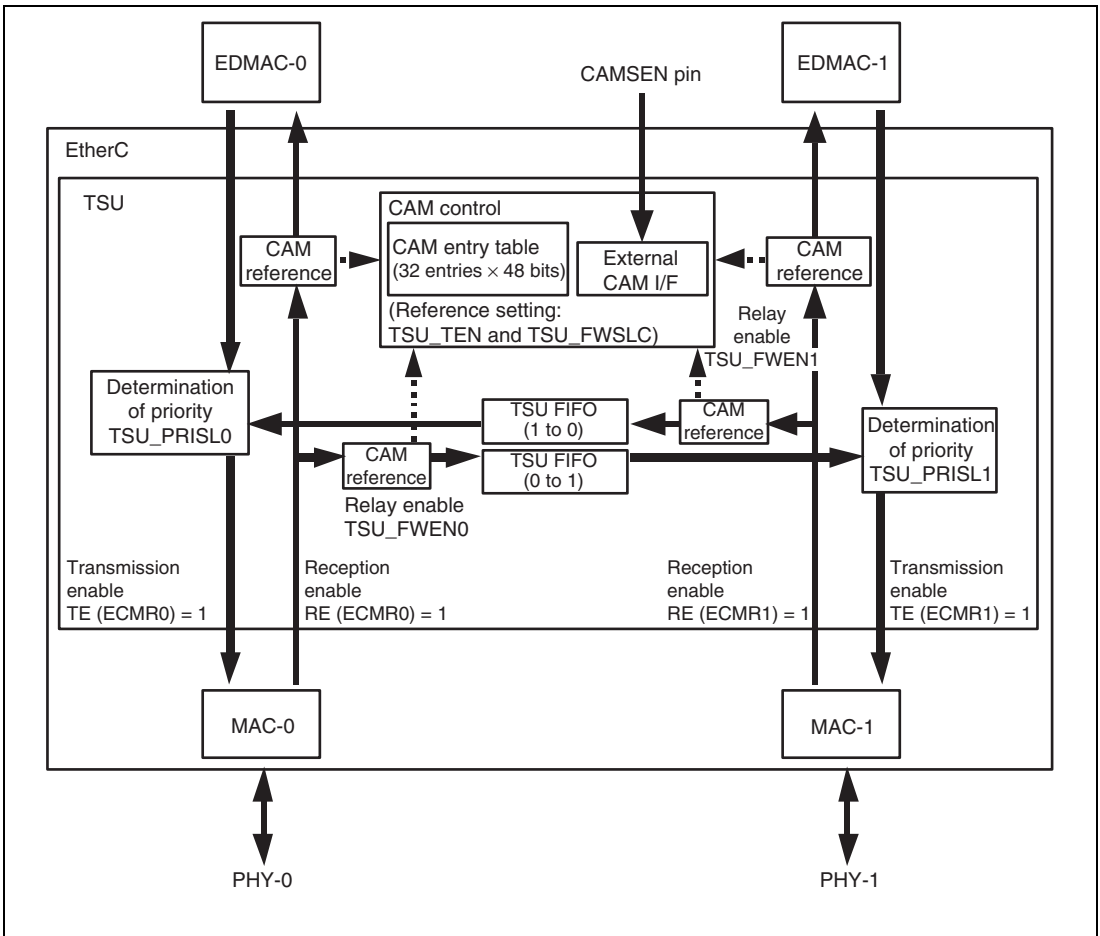 EDMAC-0
EDMAC-1
CAMSEN pin
EtherC
TSU
CAM control
CAM entry table
(32 entries × 48 bits)
External
CAM I/F
(Reference setting:
TSU_TEN and TSU_FWSLC)
CAM
reference
CAM
reference
Relay
enable
TSU_FWEN1
Determination
of priority
TSU_PRISL0
TSU FIFO
(1 to 0)
CAM
reference
Determination
of priority
TSU_PRISL1
CAM
reference
TSU FIFO
(0 to 1)
Relay enable
TSU_FWEN0
Transmission
enable
TE (ECMR0) = 1
Reception
enable
RE (ECMR0) = 1
Reception
enable
RE (ECMR1) = 1
Transmission
enable
TE (ECMR1) = 1
MAC-0
MAC-1
PHY-0
PHY-1